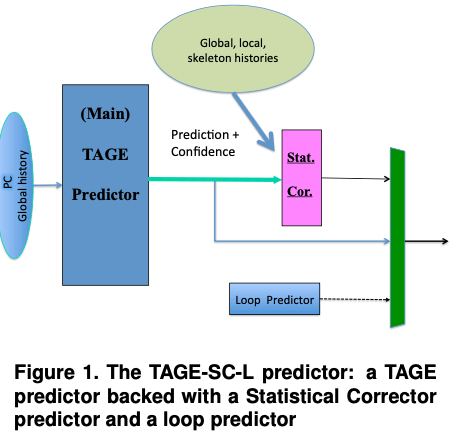 Global, local,
skeleton histories
(Main)
TAGE
Predictor
PC
Global history
Prediction +
Confidence
Stat.
Cor.
Loop Predictor
Figure 1. The TAGE-SC-L predictor: a TAGE
predictor backed with a Statistical Corrector
predictor and a loop predictor